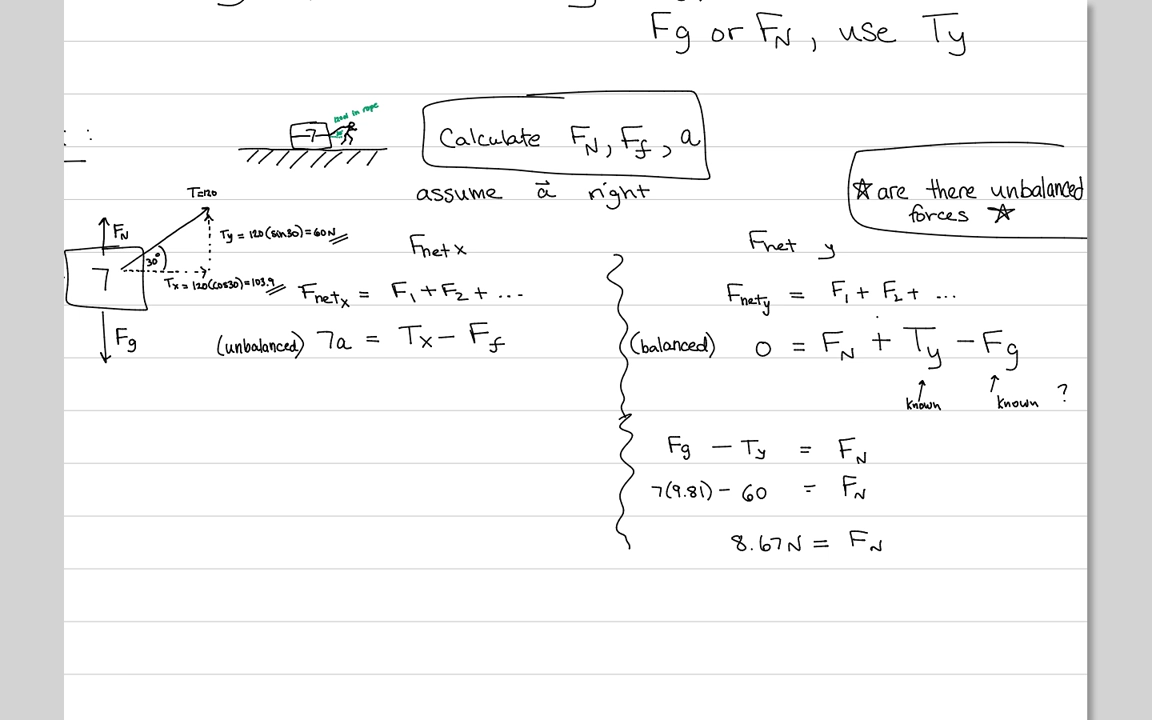 Fg or FN, use Ty
120N in rope
7
Calculate FN, Ff, a
assume a⃗ right
☆ are there unbalanced
forces ☆
T=120
FN
Ty = 120(sin30) = 60N
30°
7
Tx = 120(cos30) = 103.9
Fg
Fnet x
Fnetx = F1 + F2 + ...
(unbalanced) 7a = Tx - Ff
Fnet y
Fnety = F1 + F2 + ...
(balanced) 0 = FN + Ty - Fg
↑ ↑
known known ?
Fg - Ty = FN
7(9.81) - 60 = FN
8.67N = FN